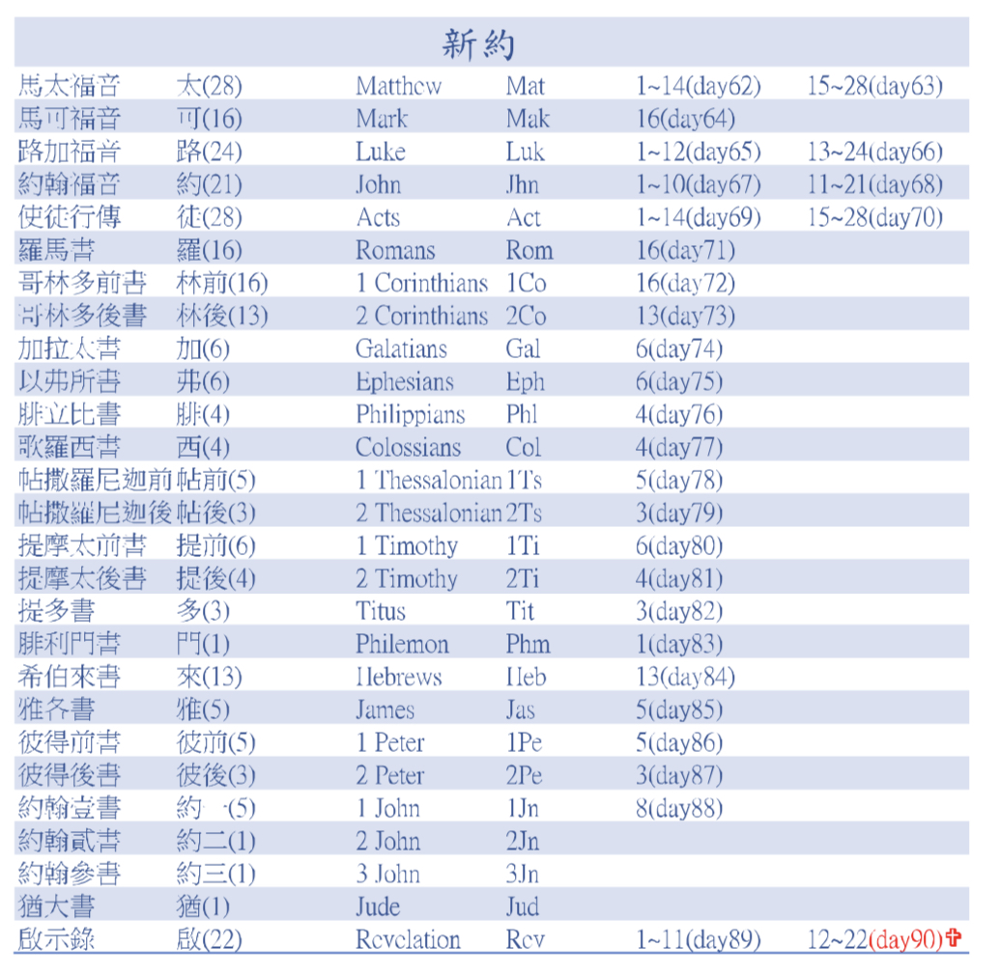 新約
馬太福音 太(28) Matthew Mat 1~14(day62) 15~28(day63)
馬可福音 可(16) Mark Mak 16(day64)
路加福音 路(24) Luke Luk 1~12(day65) 13~24(day66)
約翰福音 約(21) John Jhn 1~10(day67) 11~21(day68)
使徒行傳 徒(28) Acts Act 1~14(day69) 15~28(day70)
羅馬書 羅(16) Romans Rom 16(day71)
哥林多前書 林前(16) 1 Corinthians 1Co 16(day72)
哥林多後書 林後(13) 2 Corinthians 2Co 13(day73)
加拉太書 加(6) Galatians Gal 6(day74)
以弗所書 弗(6) Ephesians Eph 6(day75)
腓立比書 腓(4) Philippians Phl 4(day76)
歌羅西書 西(4) Colossians Col 4(day77)
帖撒羅尼迦前 帖前(5) 1 Thessalonian 1Ts 5(day78)
帖撒羅尼迦後 帖後(3) 2 Thessalonian 2Ts 3(day79)
提摩太前書 提前(6) 1 Timothy 1Ti 6(day80)
提摩太後書 提後(4) 2 Timothy 2Ti 4(day81)
提多書 多(3) Titus Tit 3(day82)
腓利門書 門(1) Philemon Phm 1(day83)
希伯來書 來(13) Hebrews Heb 13(day84)
雅各書 雅(5) James Jas 5(day85)
彼得前書 彼前(5) 1 Peter 1Pe 5(day86)
彼得後書 彼後(3) 2 Peter 2Pe 3(day87)
約翰壹書 約一(5) 1 John 1Jn 8(day88)
約翰貳書 約二(1) 2 John 2Jn
約翰參書 約三(1) 3 John 3Jn
猶大書 猶(1) Jude Jud
啟示錄 啟(22) Revelation Rev 1~11(day89) 12~22(day90)✞